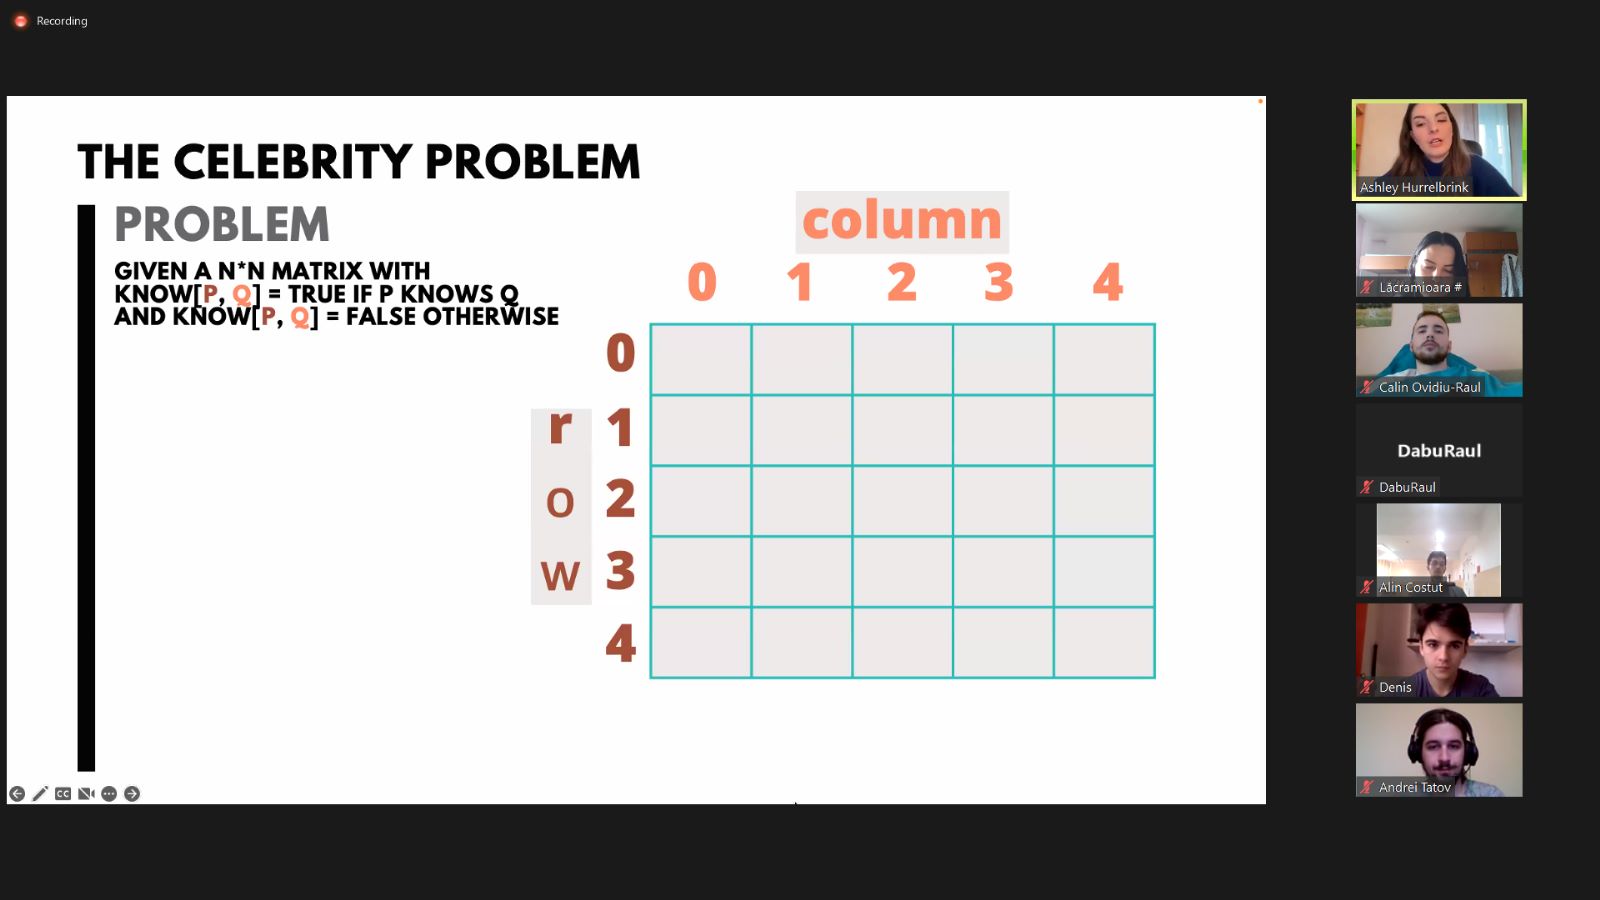 Recording
THE CELEBRITY PROBLEM
PROBLEM
GIVEN A N*N MATRIX WITH
KNOW[P, Q] = TRUE IF P KNOWS Q
AND KNOW[P, Q] = FALSE OTHERWISE
column
0 1 2 3 4
0
r 1
o 2
w 3
4
CC
Ashley Hurrelbrink
Lăcramioara #
Calin Ovidiu-Raul
DabuRaul
DabuRaul
Alin Costut
Denis
Andrei Tatov